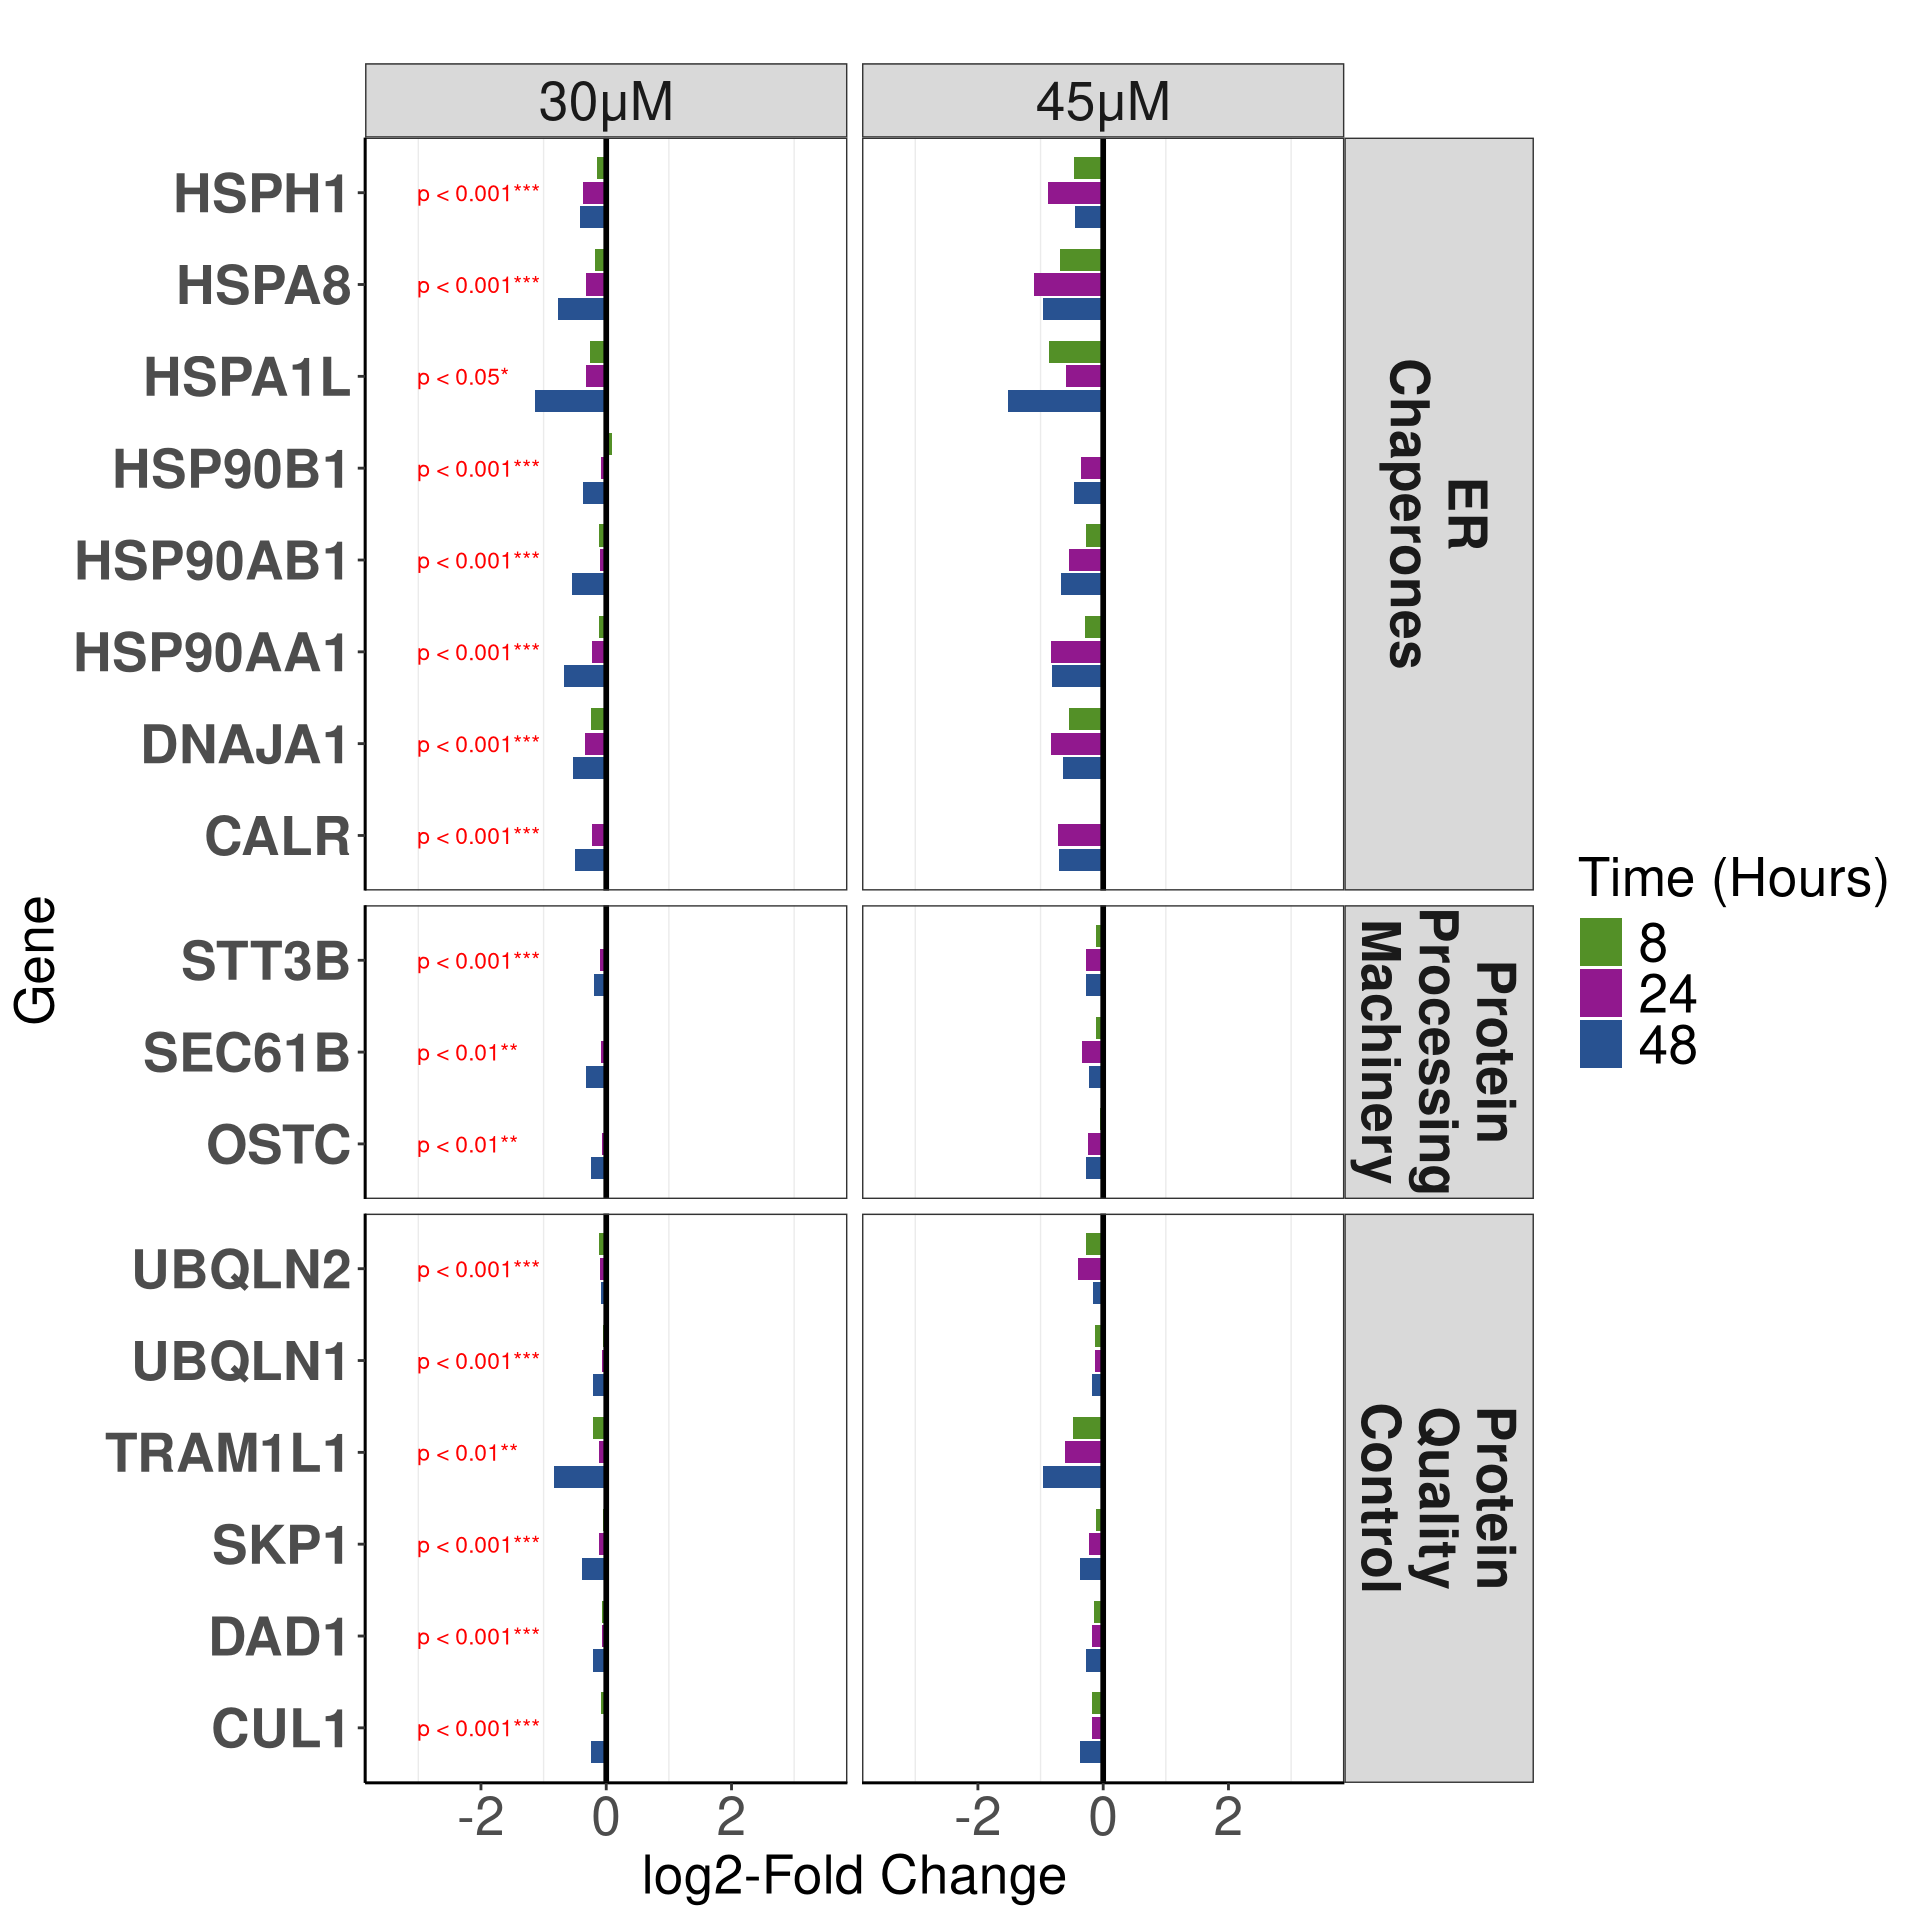 30µM
45µM
HSPH1
p < 0.001***
HSPA8
p < 0.001***
HSPA1L
p < 0.05*
HSP90B1
p < 0.001***
HSP90AB1
p < 0.001***
HSP90AA1
p < 0.001***
DNAJA1
p < 0.001***
CALR
p < 0.001***
ER
Chaperones
STT3B
p < 0.001***
SEC61B
p < 0.01**
OSTC
p < 0.01**
Protein
Processing
Machinery
UBQLN2
p < 0.001***
UBQLN1
p < 0.001***
TRAM1L1
p < 0.01**
SKP1
p < 0.001***
DAD1
p < 0.001***
CUL1
p < 0.001***
Protein
Quality
Control
Gene
-2 0 2
-2 0 2
log2-Fold Change
Time (Hours)
8
24
48